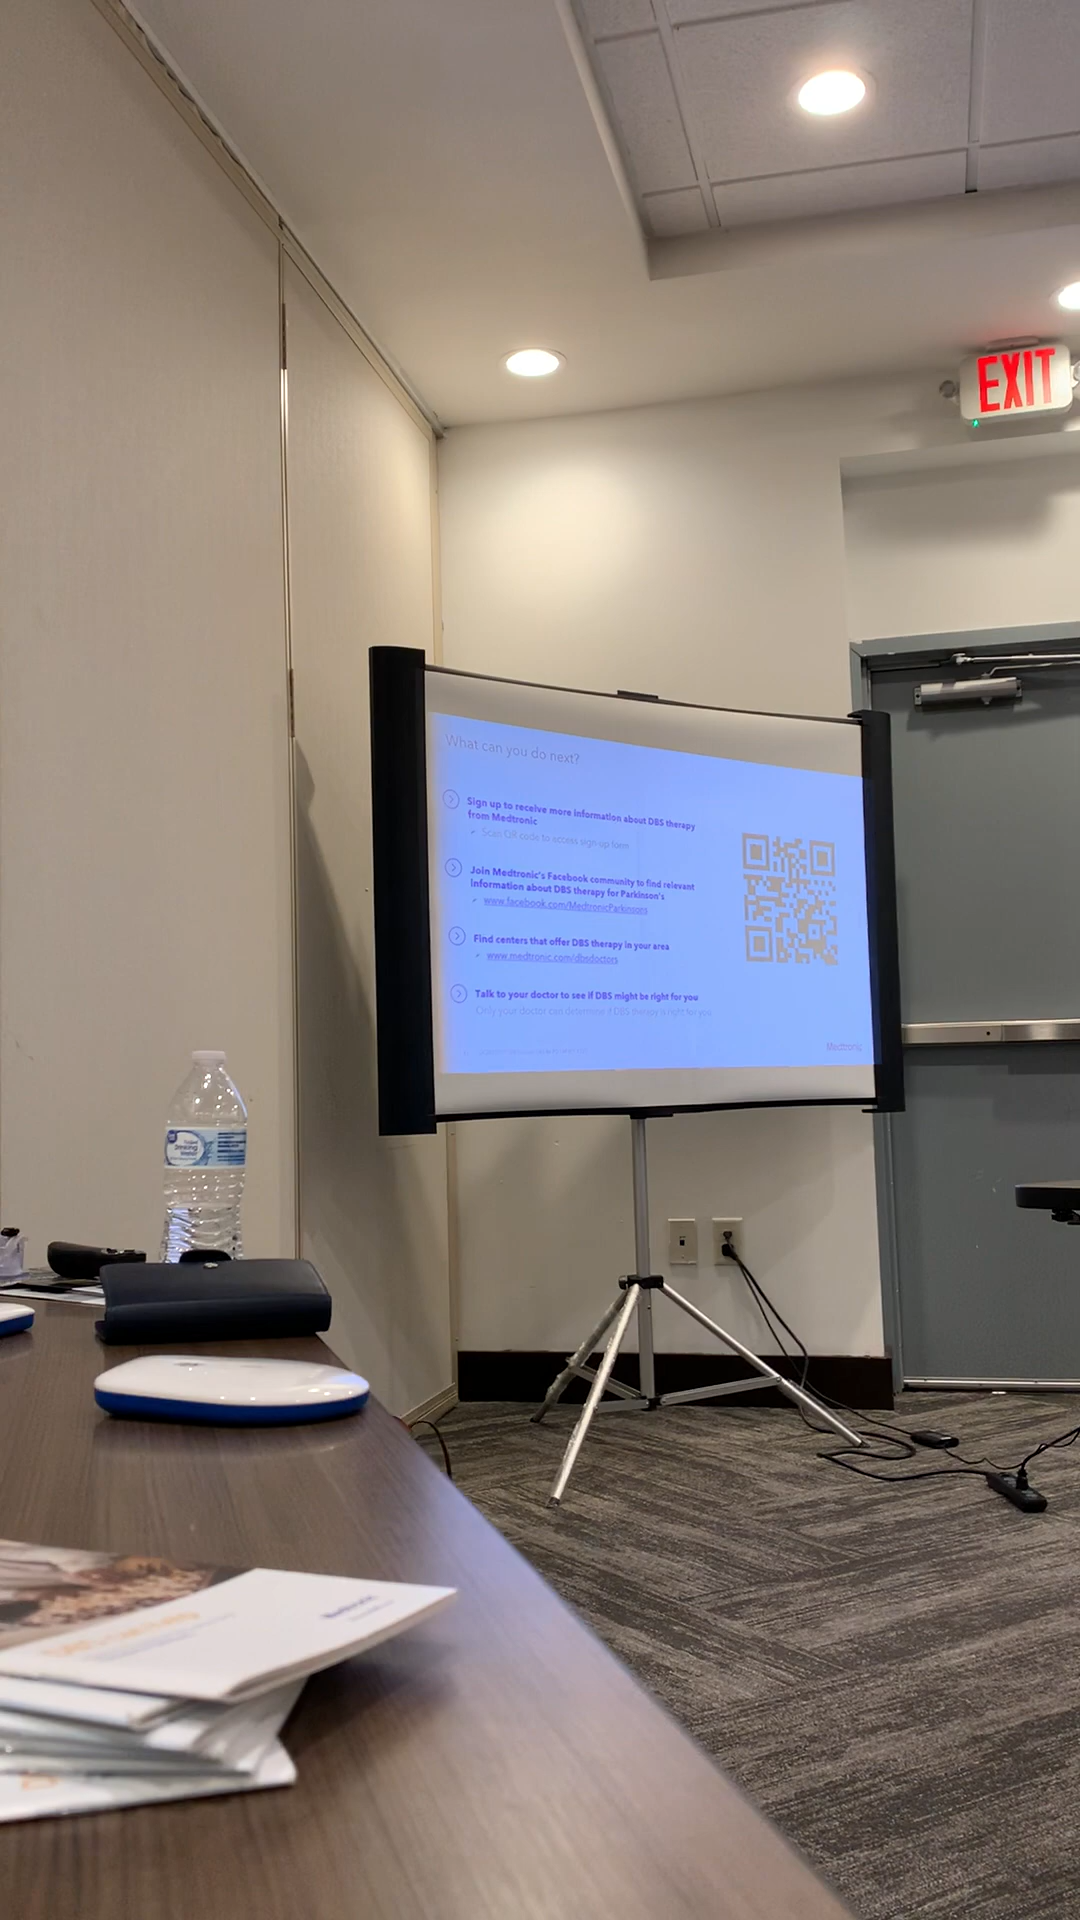 EXIT
What can you do next?
Sign up to receive more information about DBS therapy
from Medtronic
Scan QR code to access sign-up form
Join Medtronic's Facebook community to find relevant
information about DBS therapy for Parkinson's
www.facebook.com/MedtronicParkinsons
Find centers that offer DBS therapy in your area
www.medtronic.com/dbsdoctors
Talk to your doctor to see if DBS might be right for you
Only your doctor can determine if DBS therapy is right for you
Medtronic
Drinking
Water